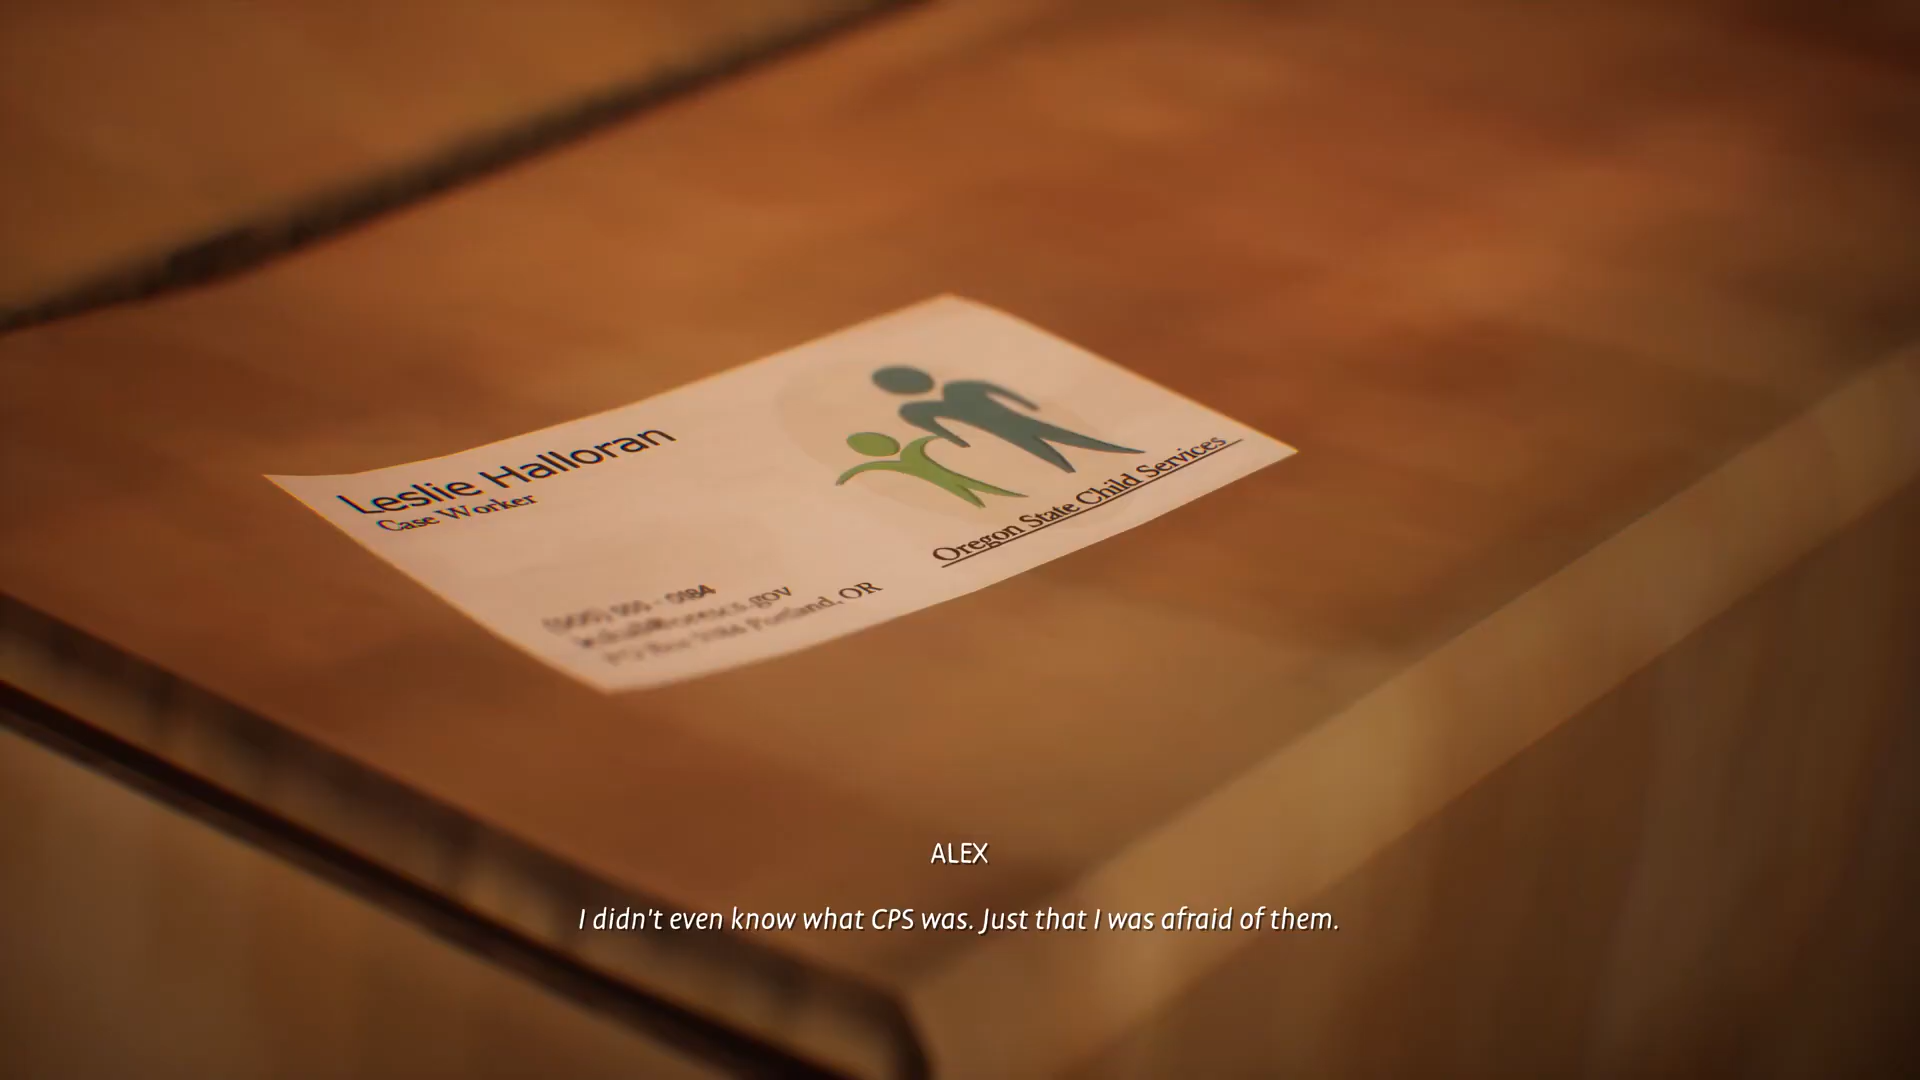 Leslie Halloran
Case Worker
Oregon State Child Services
Portland, OR
ALEX
I didn't even know what CPS was. Just that I was afraid of them.